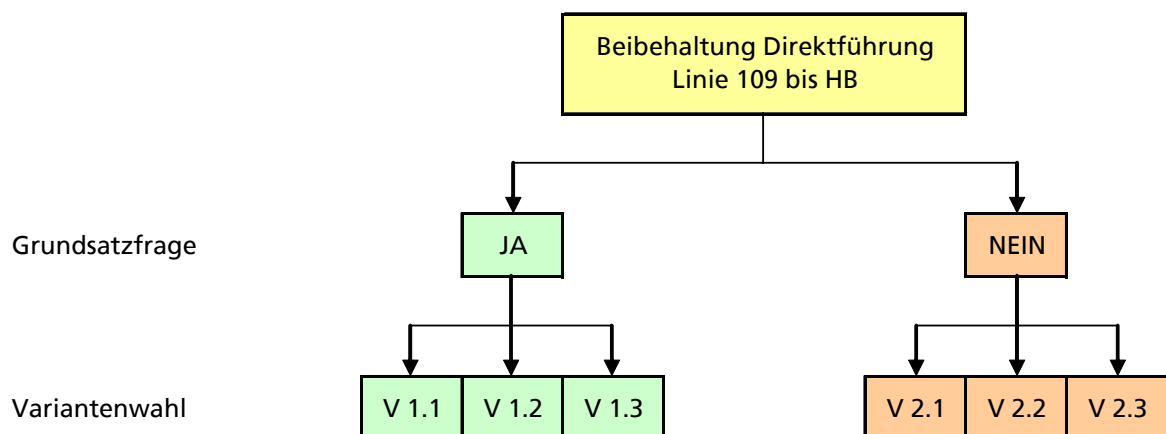 Beibehaltung Direktführung
Linie 109 bis HB
Grundsatzfrage
JA
NEIN
Variantenwahl
V 1.1
V 1.2
V 1.3
V 2.1
V 2.2
V 2.3